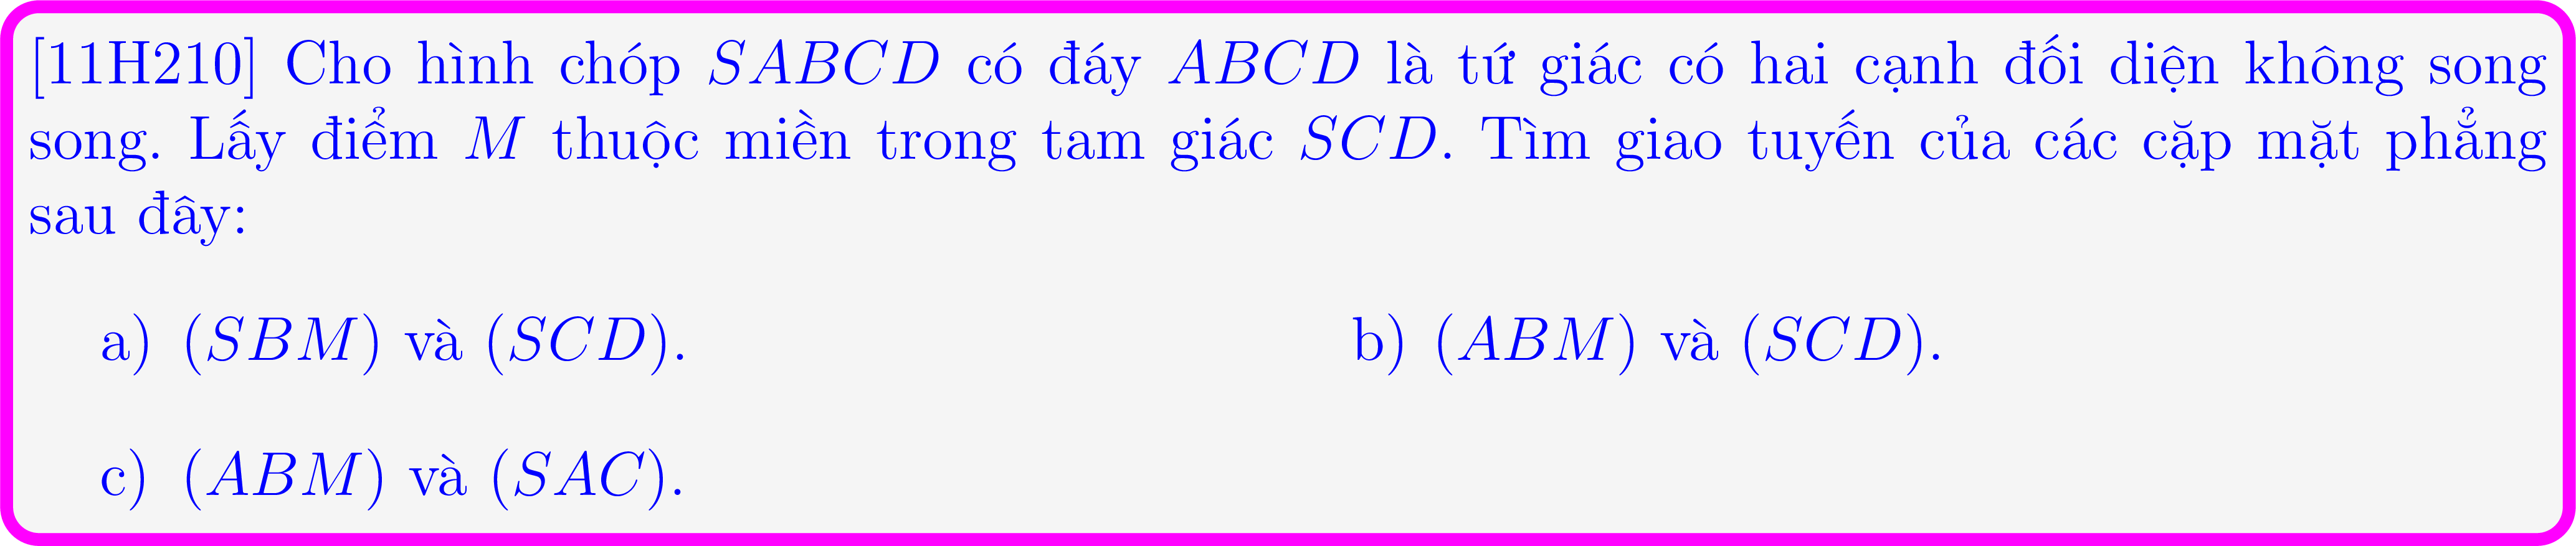 [11H210] Cho hình chóp SABCD có đáy ABCD là tứ giác có hai cạnh đối diện không song
song. Lấy điểm M thuộc miền trong tam giác SCD. Tìm giao tuyến của các cặp mặt phẳng
sau đây:
a) (SBM) và (SCD). b) (ABM) và (SCD).
c) (ABM) và (SAC).